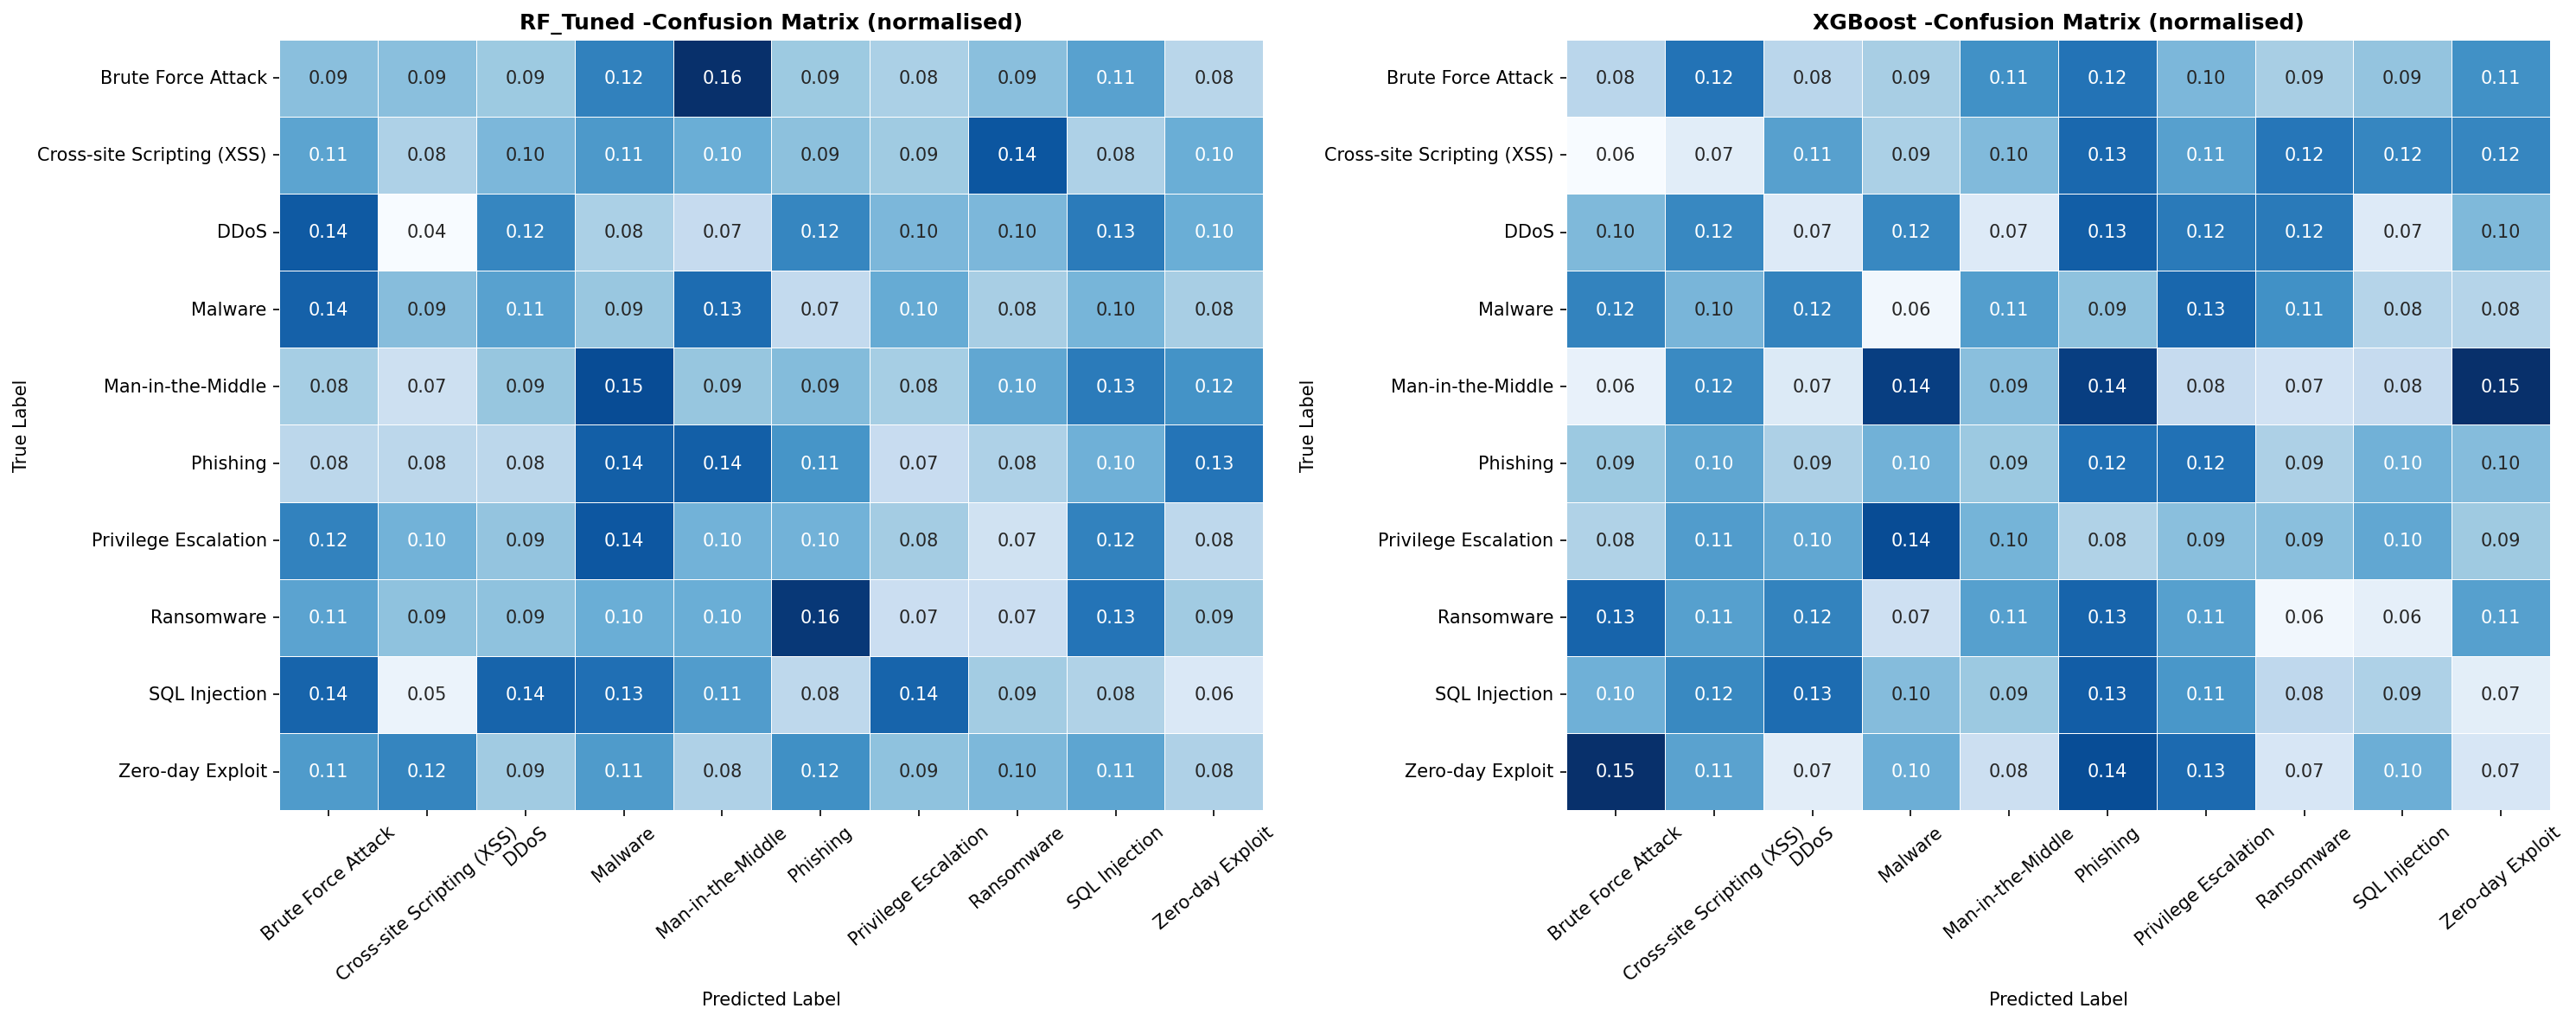 RF_Tuned -Confusion Matrix (normalised)
True Label
Brute Force Attack 0.09 0.09 0.09 0.12 0.16 0.09 0.08 0.09 0.11 0.08
Cross-site Scripting (XSS) 0.11 0.08 0.10 0.11 0.10 0.09 0.09 0.14 0.08 0.10
DDoS 0.14 0.04 0.12 0.08 0.07 0.12 0.10 0.10 0.13 0.10
Malware 0.14 0.09 0.11 0.09 0.13 0.07 0.10 0.08 0.10 0.08
Man-in-the-Middle 0.08 0.07 0.09 0.15 0.09 0.09 0.08 0.10 0.13 0.12
Phishing 0.08 0.08 0.08 0.14 0.14 0.11 0.07 0.08 0.10 0.13
Privilege Escalation 0.12 0.10 0.09 0.14 0.10 0.10 0.08 0.07 0.12 0.08
Ransomware 0.11 0.09 0.09 0.10 0.10 0.16 0.07 0.07 0.13 0.09
SQL Injection 0.14 0.05 0.14 0.13 0.11 0.08 0.14 0.09 0.08 0.06
Zero-day Exploit 0.11 0.12 0.09 0.11 0.08 0.12 0.09 0.10 0.11 0.08
Brute Force Attack
Cross-site Scripting (XSS)
DDoS
Malware
Man-in-the-Middle
Phishing
Privilege Escalation
Ransomware
SQL Injection
Zero-day Exploit
Predicted Label
XGBoost -Confusion Matrix (normalised)
True Label
Brute Force Attack 0.08 0.12 0.08 0.09 0.11 0.12 0.10 0.09 0.09 0.11
Cross-site Scripting (XSS) 0.06 0.07 0.11 0.09 0.10 0.13 0.11 0.12 0.12 0.12
DDoS 0.10 0.12 0.07 0.12 0.07 0.13 0.12 0.12 0.07 0.10
Malware 0.12 0.10 0.12 0.06 0.11 0.09 0.13 0.11 0.08 0.08
Man-in-the-Middle 0.06 0.12 0.07 0.14 0.09 0.14 0.08 0.07 0.08 0.15
Phishing 0.09 0.10 0.09 0.10 0.09 0.12 0.12 0.09 0.10 0.10
Privilege Escalation 0.08 0.11 0.10 0.14 0.10 0.08 0.09 0.09 0.10 0.09
Ransomware 0.13 0.11 0.12 0.07 0.11 0.13 0.11 0.06 0.06 0.11
SQL Injection 0.10 0.12 0.13 0.10 0.09 0.13 0.11 0.08 0.09 0.07
Zero-day Exploit 0.15 0.11 0.07 0.10 0.08 0.14 0.13 0.07 0.10 0.07
Brute Force Attack
Cross-site Scripting (XSS)
DDoS
Malware
Man-in-the-Middle
Phishing
Privilege Escalation
Ransomware
SQL Injection
Zero-day Exploit
Predicted Label